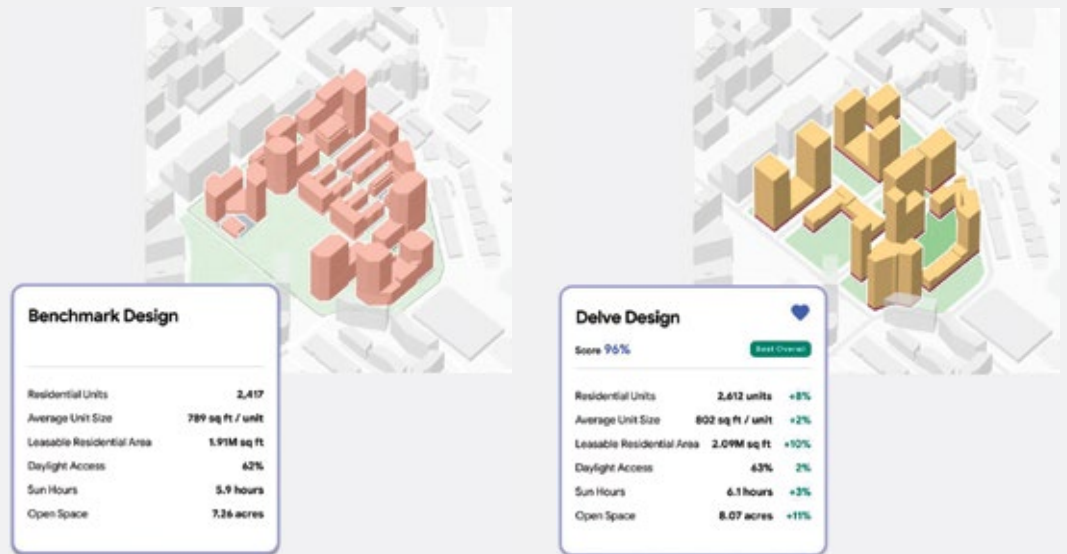 Benchmark Design
Residential Units 2,417
Average Unit Size 789 sq ft / unit
Leasable Residential Area 1.91M sq ft
Daylight Access 62%
Sun Hours 5.9 hours
Open Space 7.26 acres
Delve Design
Score 96% Best Overall
Residential Units 2,612 units +8%
Average Unit Size 802 sq ft / unit +2%
Leasable Residential Area 2.09M sq ft +10%
Daylight Access 63% 2%
Sun Hours 6.1 hours +3%
Open Space 8.07 acres +11%